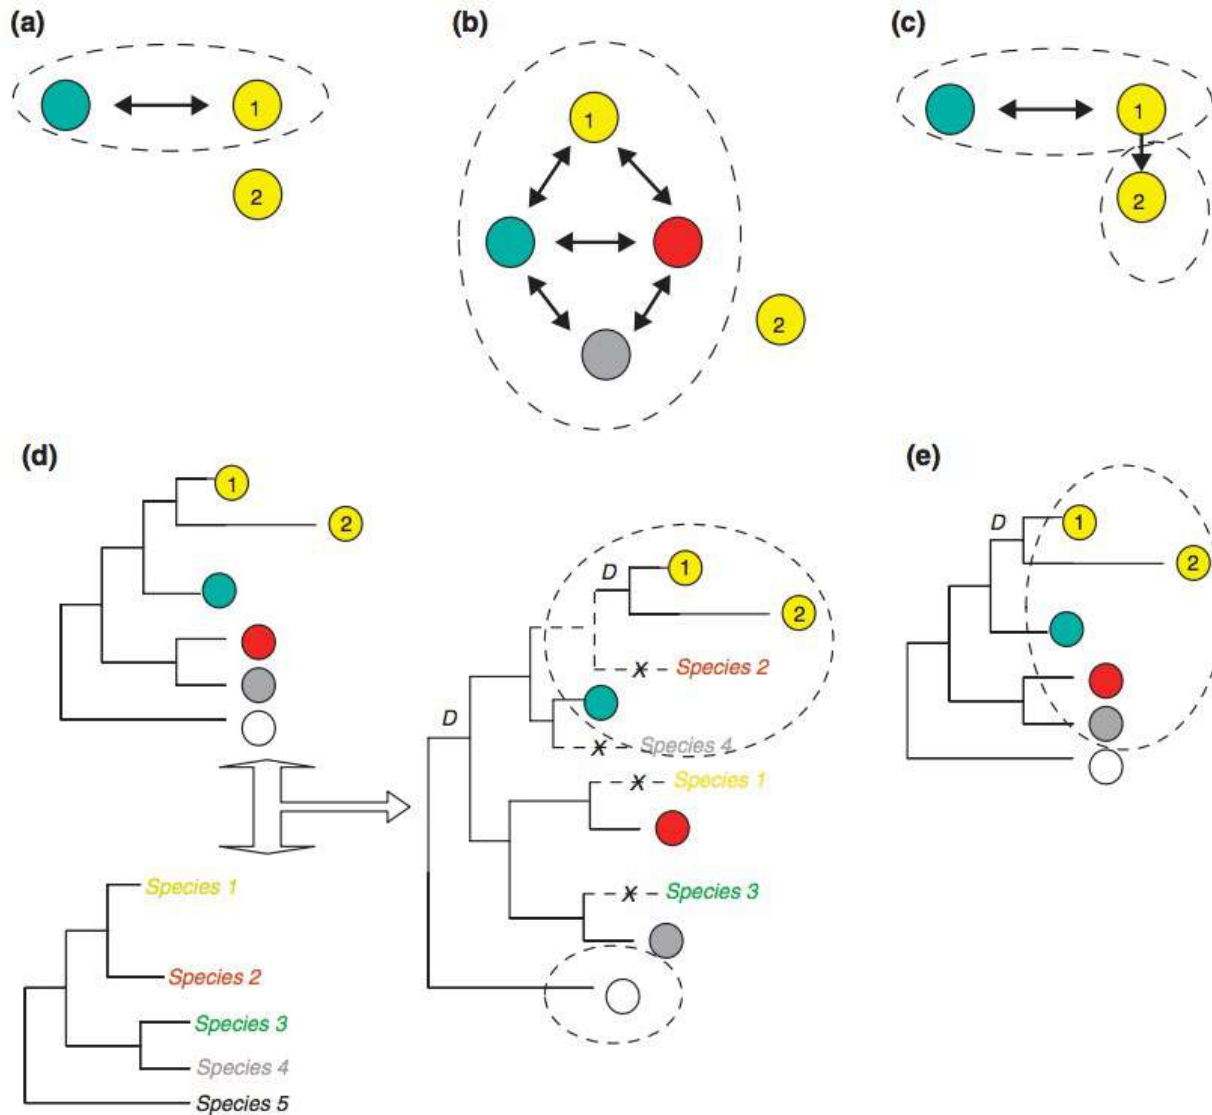 (a)
(b)
(c)
1
2
1
2
1
2
(d)
(e)
1
2
D
1
2
X Species 2
D
X Species 4
X Species 1
X Species 3
D
1
2
Species 1
Species 2
Species 3
Species 4
Species 5